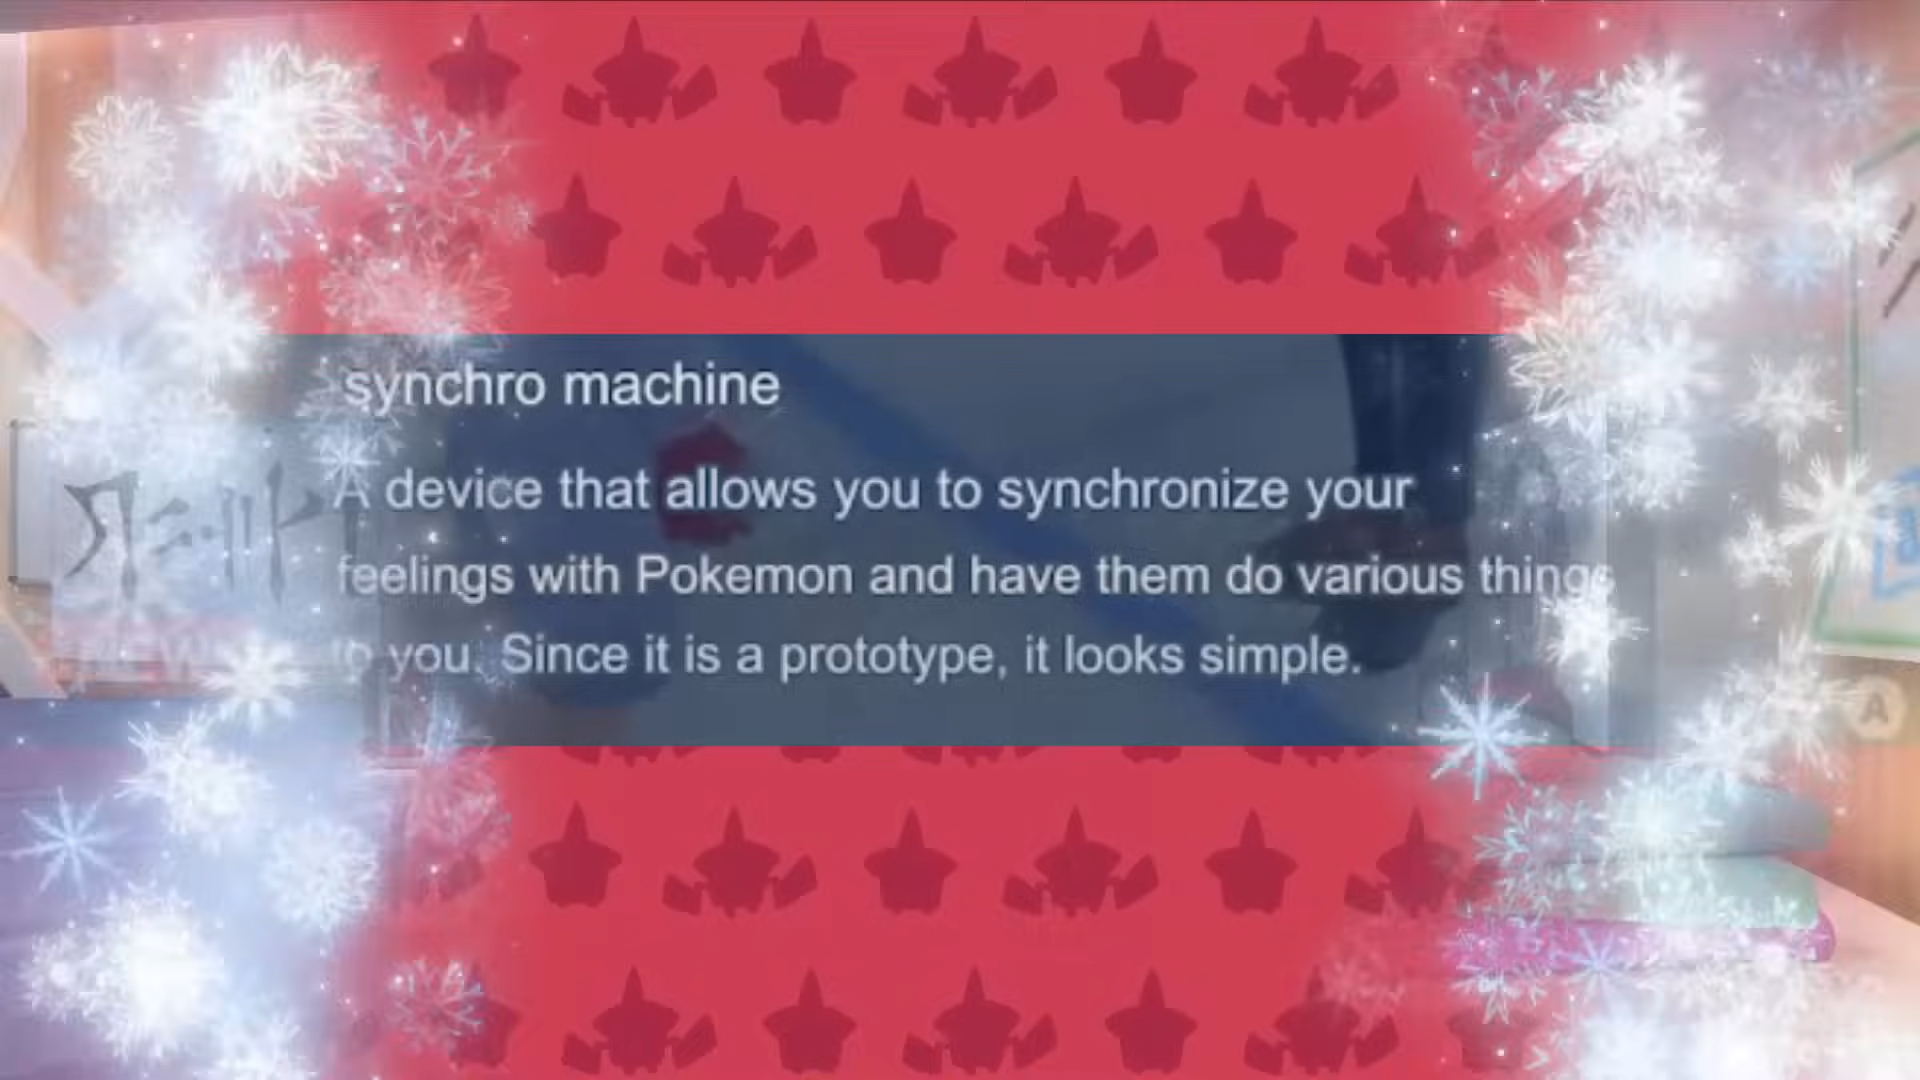 synchro machine
A device that allows you to synchronize your
feelings with Pokemon and have them do various things
to you. Since it is a prototype, it looks simple.
A